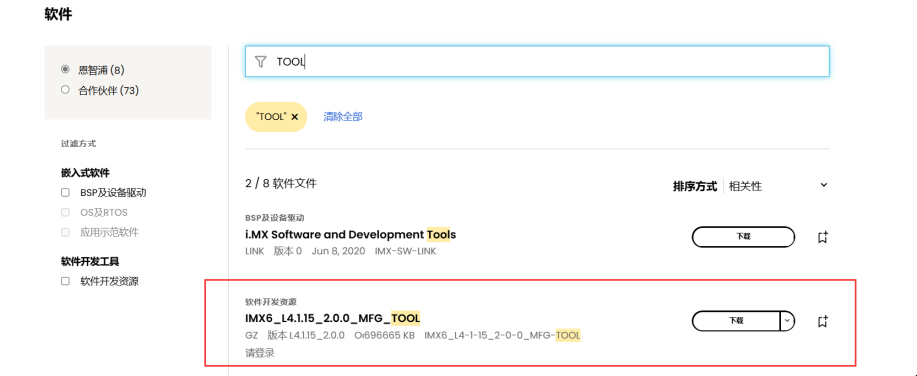 软件
恩智浦 (8)
合作伙伴 (73)
过滤方式
嵌入式软件
BSP及设备驱动
OS及RTOS
应用示范软件
软件开发工具
软件开发资源
TOOL
"TOOL" ×
清除全部
2 / 8 软件文件
排序方式 相关性
BSP及设备驱动
i.MX Software and Development Tools
LINK 版本 0 Jun 8, 2020 IMX-SW-LINK
下载
软件开发资源
IMX6_L4.1.15_2.0.0_MFG_TOOL
GZ 版本 L4.1.15_2.0.0 Oi696665 KB IMX6_L4-1-15_2-0-0_MFG-TOOL
请登录
下载